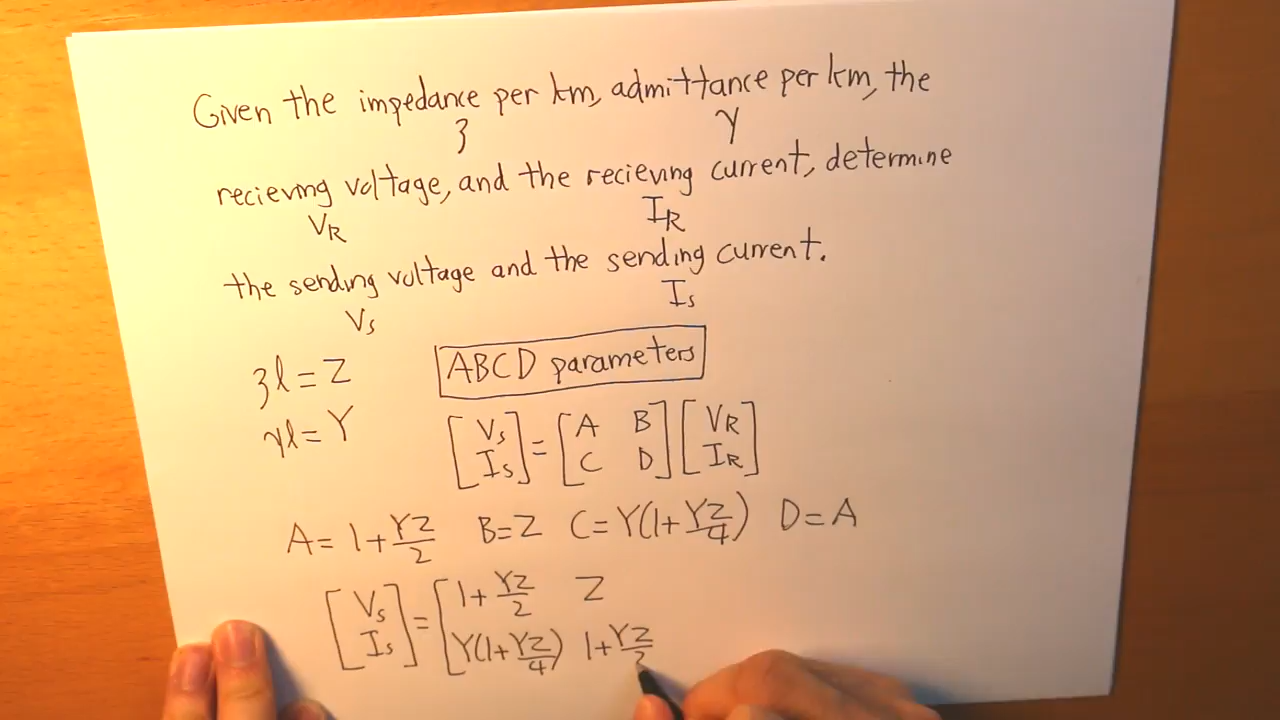 Given the impedance per km, admittance per km, the
z y
recieving voltage, and the recieving current, determine
VR IR
the sending voltage and the sending current.
Vs Is
zl = Z
yl = Y
ABCD parameters
[Vs Is] = [A B C D] [VR IR]
A = 1 + YZ/2 B = Z C = Y(1 + YZ/4) D = A
[Vs Is] = [1 + YZ/2 Z Y(1 + YZ/4) 1 + YZ/2